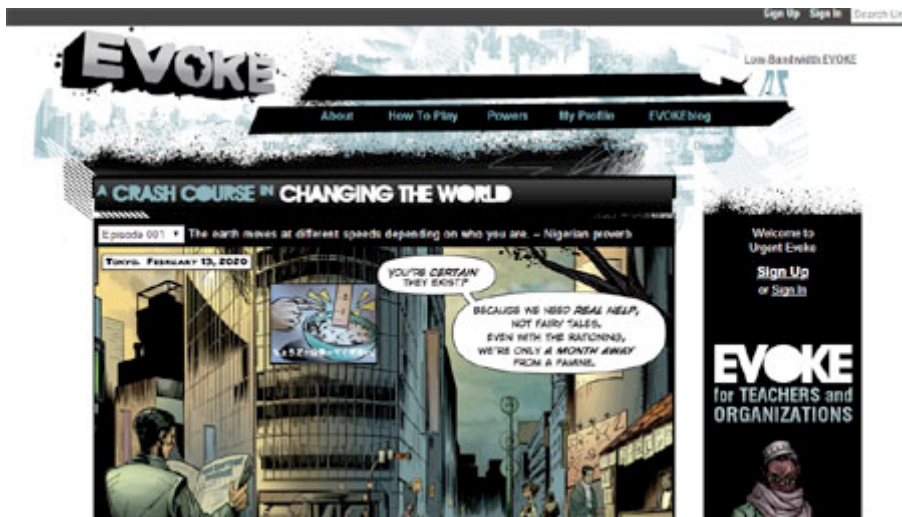 Sign Up Sign In Search
EVOKE
Low-Bandwidth EVOKE
About How To Play Powers My Profile EVOKEblog
A CRASH COURSE IN CHANGING THE WORLD
Episode 001 The earth moves at different speeds depending on who you are. – Nigerian proverb
TOKYO. FEBRUARY 13, 2020
YOU'RE CERTAIN
THEY EXIST?
BECAUSE WE NEED REAL HELP,
NOT FAIRY TALES.
EVEN WITH THE RATIONING,
WE'RE ONLY A MONTH AWAY
FROM A FAMINE.
Welcome to
Urgent Evoke
Sign Up
or Sign In
EVOKE
for TEACHERS and
ORGANIZATIONS